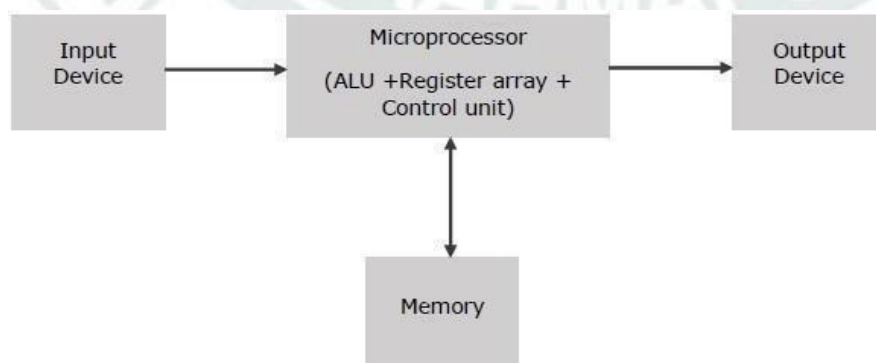 Input
Device
Microprocessor
(ALU +Register array +
Control unit)
Output
Device
Memory